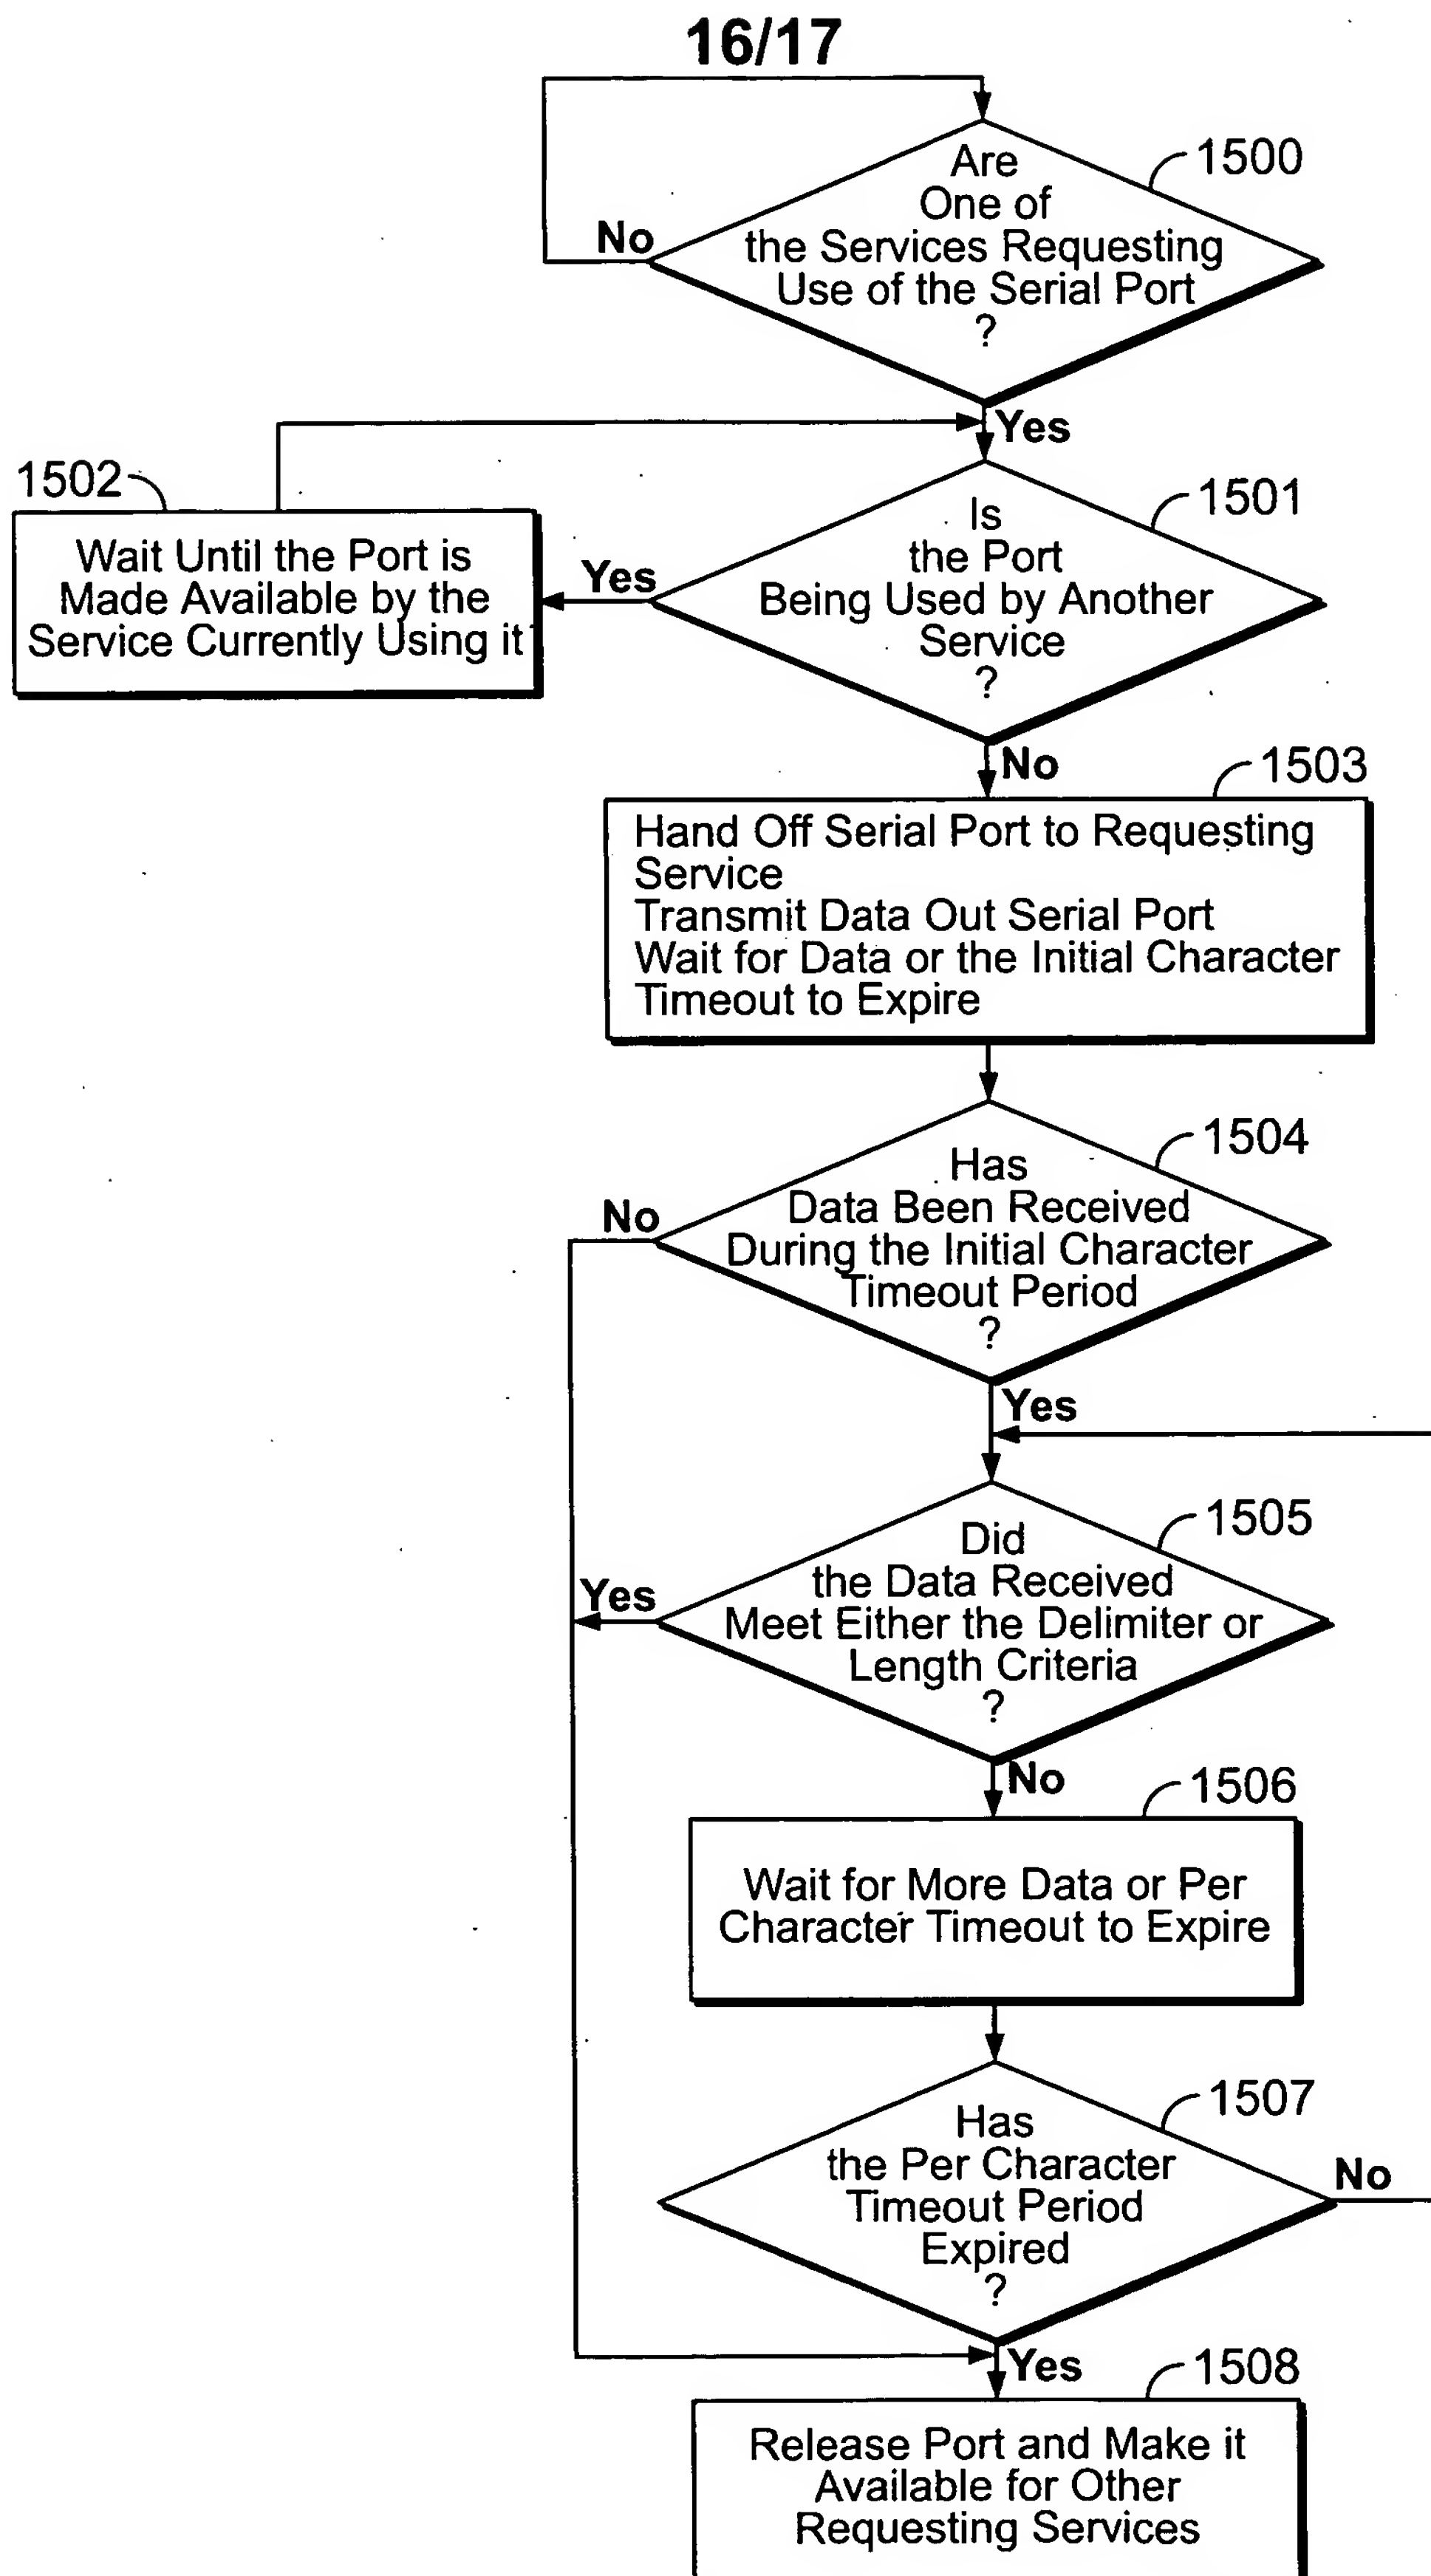 16/17
Are
One of
the Services Requesting
Use of the Serial Port
?
1500
No
Yes
1502
Wait Until the Port is
Made Available by the
Service Currently Using it
Yes
Is
the Port
Being Used by Another
Service
?
1501
No
1503
Hand Off Serial Port to Requesting
Service
Transmit Data Out Serial Port
Wait for Data or the Initial Character
Timeout to Expire
Has
Data Been Received
During the Initial Character
Timeout Period
?
1504
No
Yes
Did
the Data Received
Meet Either the Delimiter or
Length Criteria
?
1505
Yes
No
1506
Wait for More Data or Per
Character Timeout to Expire
Has
the Per Character
Timeout Period
Expired
?
1507
No
Yes
1508
Release Port and Make it
Available for Other
Requesting Services